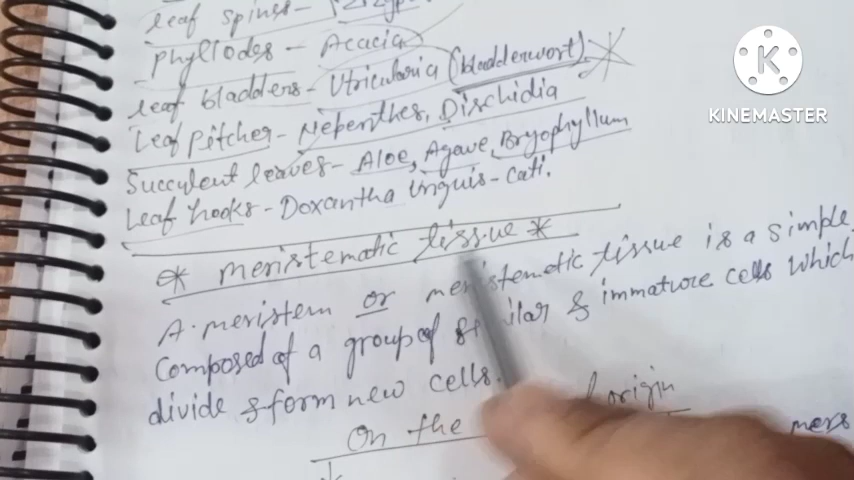 leaf spines-
Phyllodes - Acacia
leaf bladders- Utricularia (bladderwort)
Leaf Pitcher - Nepenthes, Dischidia
Succulent leaves- Aloe, Agave, Bryophyllum
Leaf hooks - Doxantha Unguis-Cati.
* Meristematic tissue *
A meristem or meristematic tissue is a simple
Composed of a group of & immature cells which
divide & form new cells.
On the origin
KINEMASTER